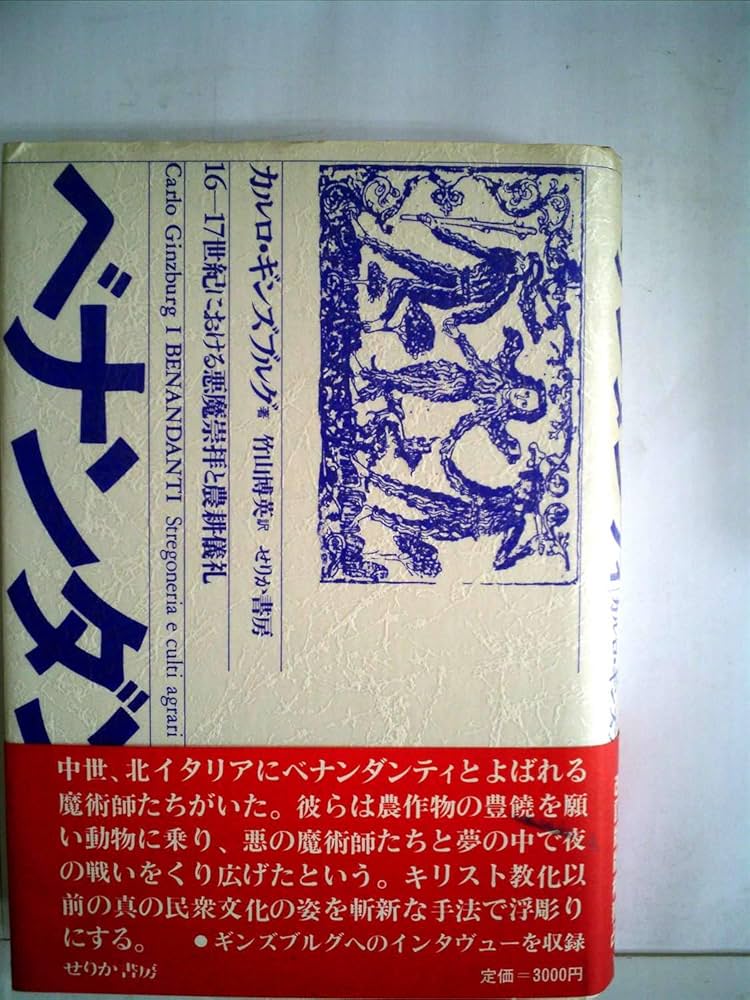 ベナンダン
カルロ・ギンズブルグ著 竹山博英訳 せりか書房
16-17世紀における悪魔崇拝と農耕儀礼
Carlo Ginzburg I BENANDANTI Stregoneria e culti agrari
中世、北イタリアにベナンダンティとよばれる
魔術師たちがいた。彼らは農作物の豊饒を願
い動物に乗り、悪の魔術師たちと夢の中で夜
の戦いをくり広げたという。キリスト教化以
前の真の民衆文化の姿を斬新な手法で浮彫り
にする。 ●ギンズブルグへのインタヴューを収録
せりか書房 定価=3000円